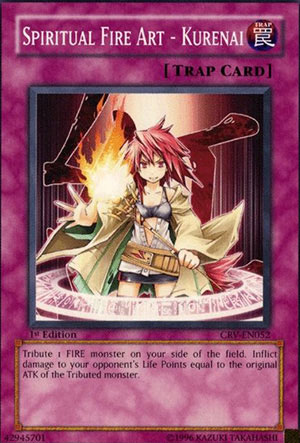 SPIRITUAL FIRE ART - KURENAI
TRAP
罠
[TRAP CARD]
1st Edition
CRV-EN052
Tribute 1 FIRE monster on your side of the field. Inflict
damage to your opponent's Life Points equal to the original
ATK of the Tributed monster.
42945701
©1996 KAZUKI TAKAHASHI